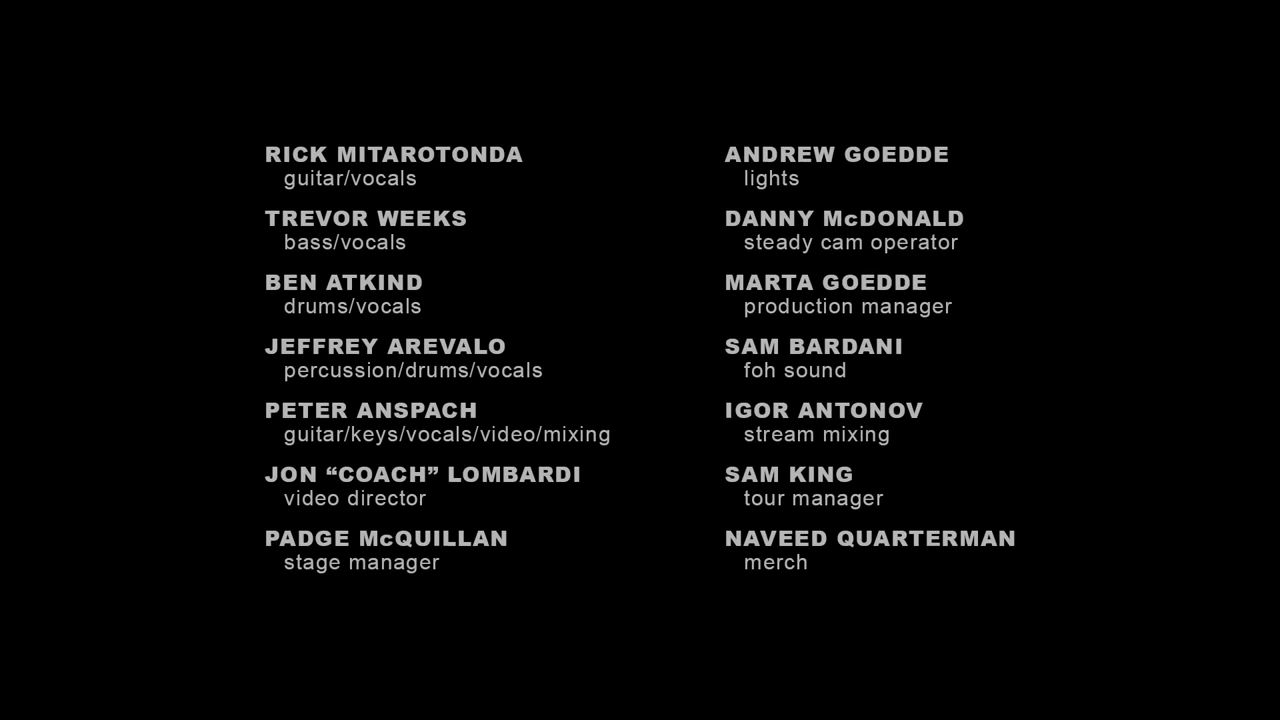 RICK MITAROTONDA
guitar/vocals
TREVOR WEEKS
bass/vocals
BEN ATKIND
drums/vocals
JEFFREY AREVALO
percussion/drums/vocals
PETER ANSPACH
guitar/keys/vocals/video/mixing
JON “COACH” LOMBARDI
video director
PADGE McQUILLAN
stage manager
ANDREW GOEDDE
lights
DANNY McDONALD
steady cam operator
MARTA GOEDDE
production manager
SAM BARDANI
foh sound
IGOR ANTONOV
stream mixing
SAM KING
tour manager
NAVEED QUARTERMAN
merch